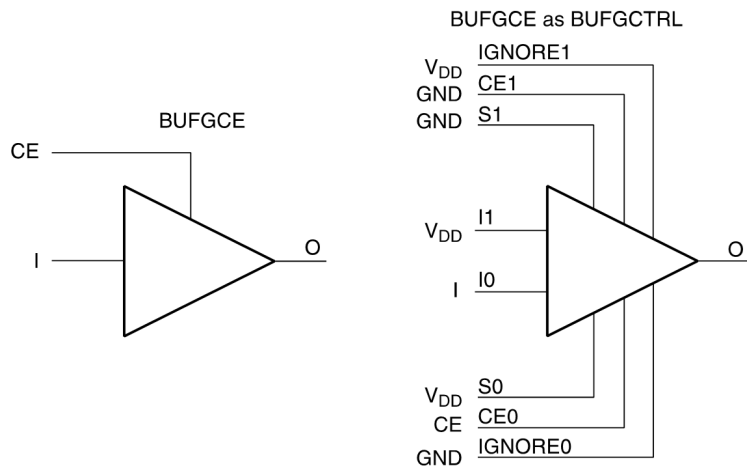 BUFGCE as BUFGCTRL
VDD IGNORE1
GND CE1
GND S1
BUFGCE
CE
VDD I1
I O
I I0 O
VDD S0
CE CE0
GND IGNORE0